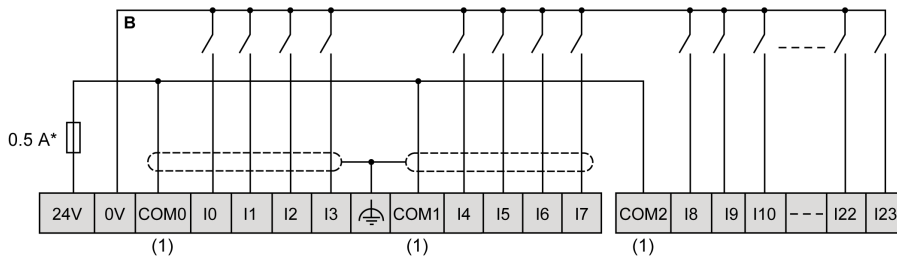 B
0.5 A*
24V 0V COM0 I0 I1 I2 I3 COM1 I4 I5 I6 I7 COM2 I8 I9 I10 --- I22 I23
(1) (1) (1)